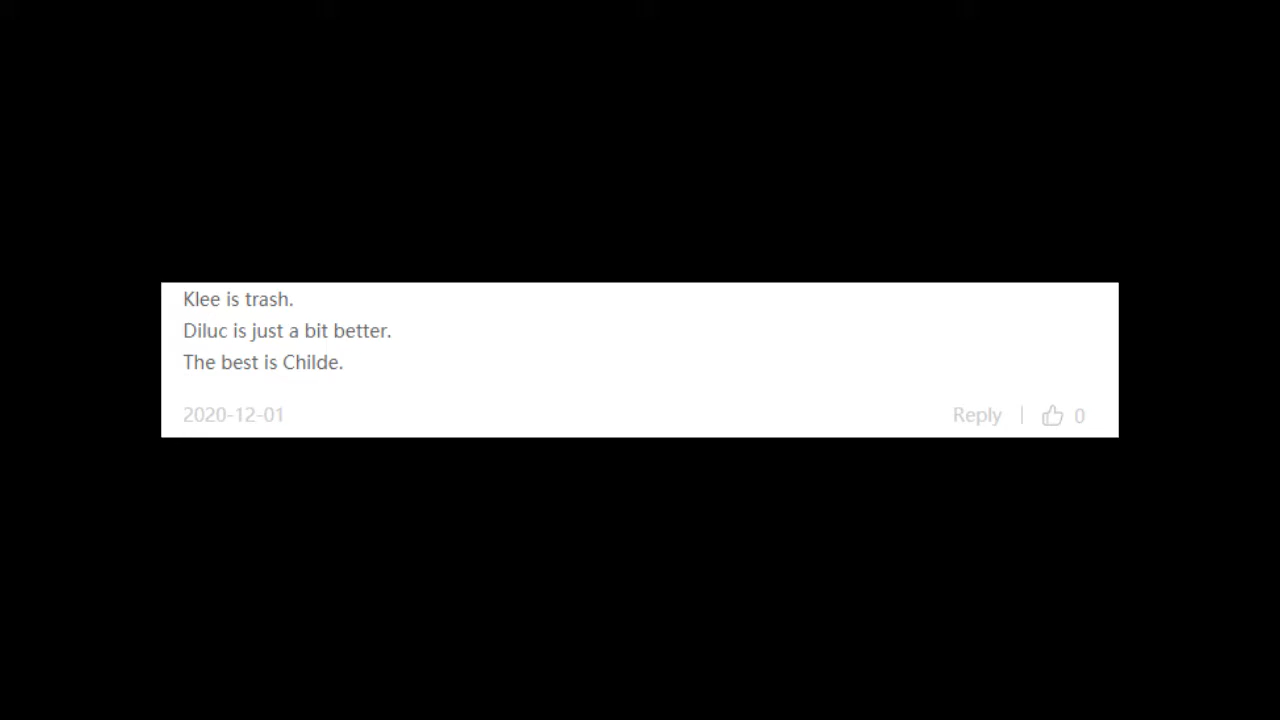 Klee is trash.
Diluc is just a bit better.
The best is Childe.
2020-12-01 Reply | 0